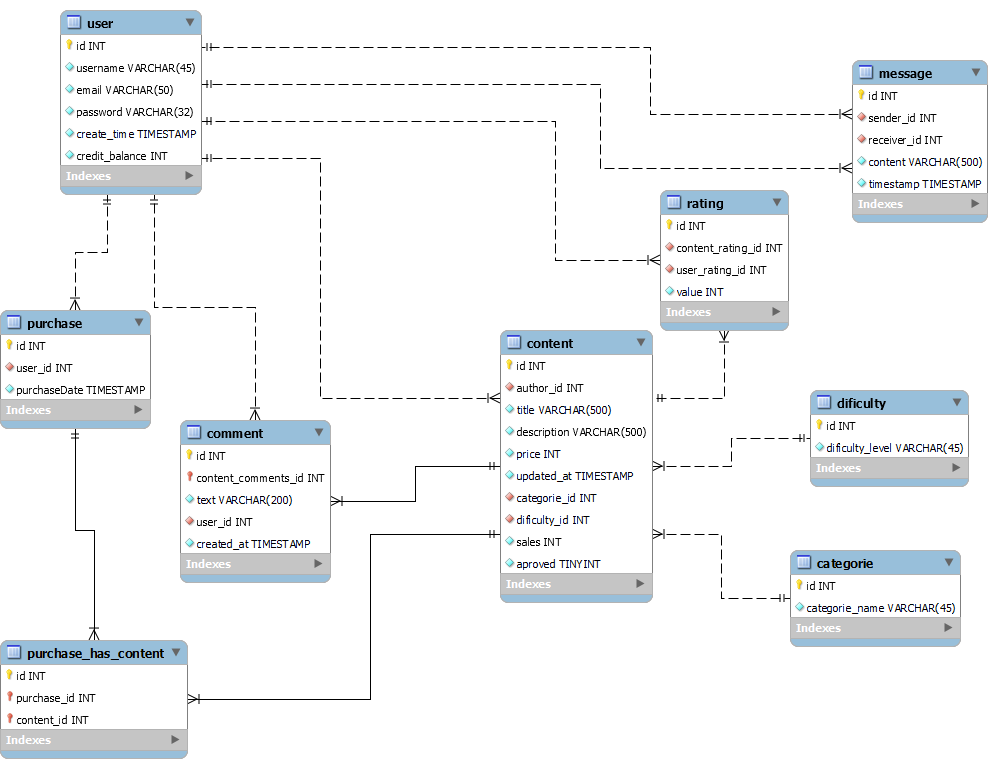 user
id INT
username VARCHAR(45)
email VARCHAR(50)
password VARCHAR(32)
create_time TIMESTAMP
credit_balance INT
Indexes
message
id INT
sender_id INT
receiver_id INT
content VARCHAR(500)
timestamp TIMESTAMP
Indexes
rating
id INT
content_rating_id INT
user_rating_id INT
value INT
Indexes
purchase
id INT
user_id INT
purchaseDate TIMESTAMP
Indexes
content
id INT
author_id INT
title VARCHAR(500)
description VARCHAR(500)
price INT
updated_at TIMESTAMP
categorie_id INT
dificulty_id INT
sales INT
aproved TINYINT
Indexes
dificulty
id INT
dificulty_level VARCHAR(45)
Indexes
comment
id INT
content_comments_id INT
text VARCHAR(200)
user_id INT
created_at TIMESTAMP
Indexes
categorie
id INT
categorie_name VARCHAR(45)
Indexes
purchase_has_content
id INT
purchase_id INT
content_id INT
Indexes